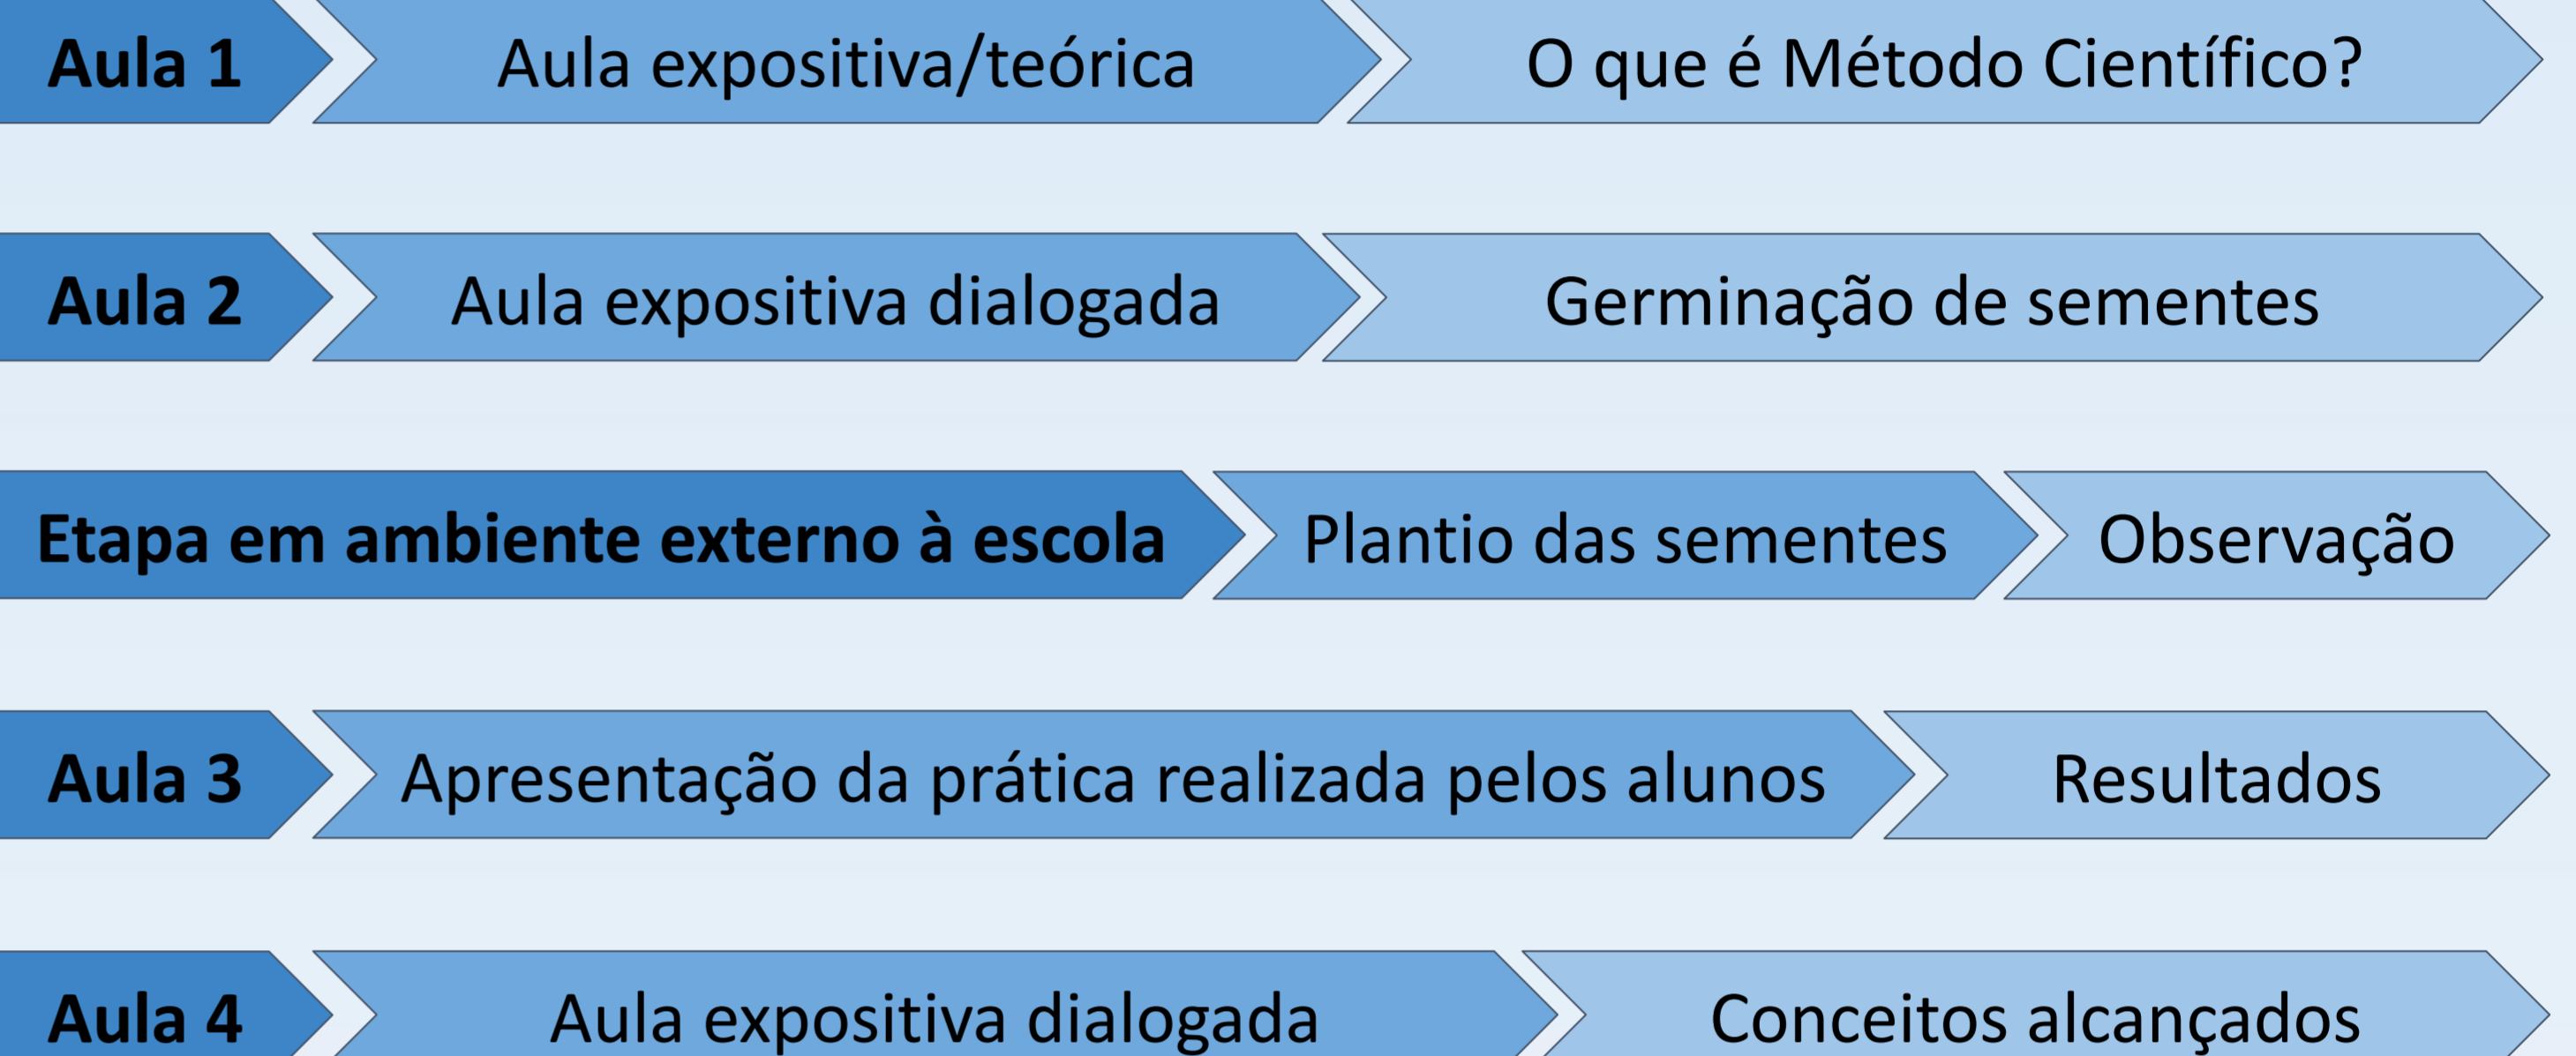 Aula 1 Aula expositiva/teórica O que é Método Científico?
Aula 2 Aula expositiva dialogada Germinação de sementes
Etapa em ambiente externo à escola Plantio das sementes Observação
Aula 3 Apresentação da prática realizada pelos alunos Resultados
Aula 4 Aula expositiva dialogada Conceitos alcançados